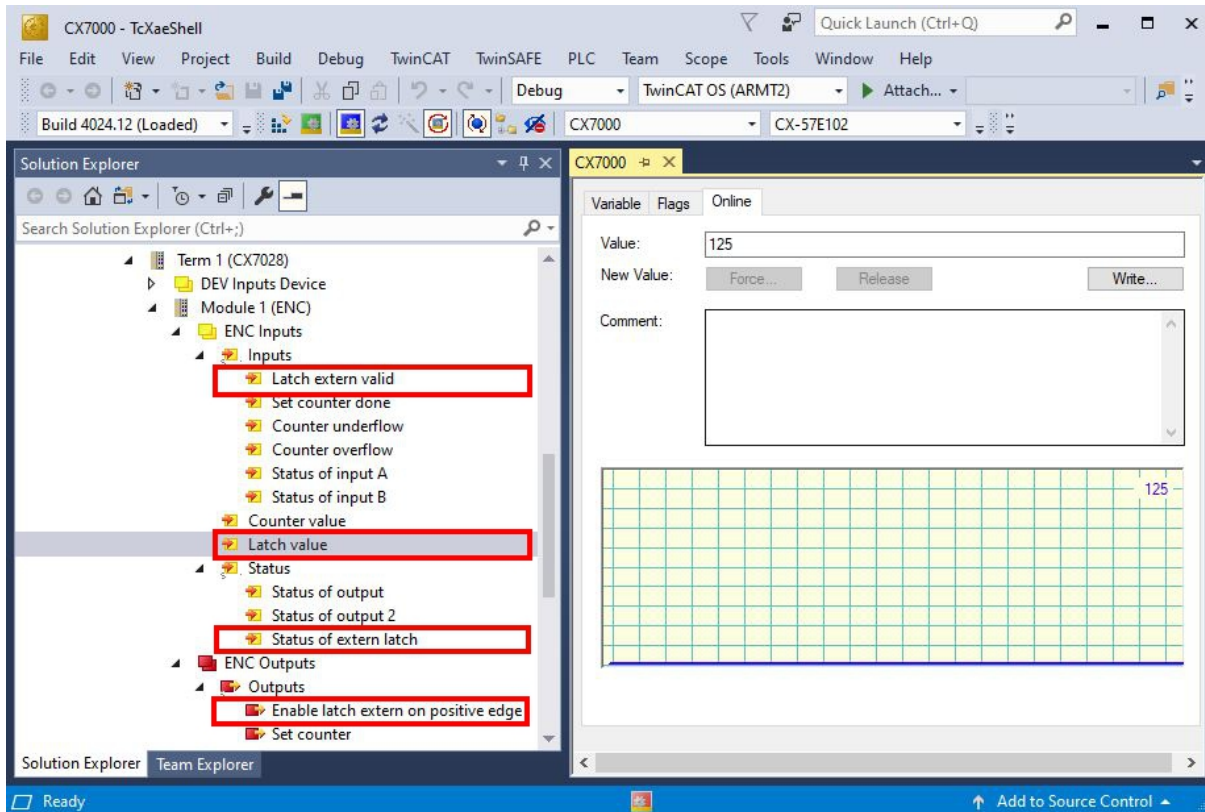 CX7000 - TcXaeShell
Quick Launch (Ctrl+Q)
File Edit View Project Build Debug TwinCAT TwinSAFE PLC Team Scope Tools Window Help
Debug TwinCAT OS (ARMT2) Attach...
Build 4024.12 (Loaded) CX7000 CX-57E102
Solution Explorer
Search Solution Explorer (Ctrl+;)
Term 1 (CX7028)
DEV Inputs Device
Module 1 (ENC)
ENC Inputs
Inputs
Latch extern valid
Set counter done
Counter underflow
Counter overflow
Status of input A
Status of input B
Counter value
Latch value
Status
Status of output
Status of output 2
Status of extern latch
ENC Outputs
Outputs
Enable latch extern on positive edge
Set counter
Solution Explorer Team Explorer
CX7000
Variable Flags Online
Value: 125
New Value: Force... Release Write...
Comment:
125
Ready
Add to Source Control